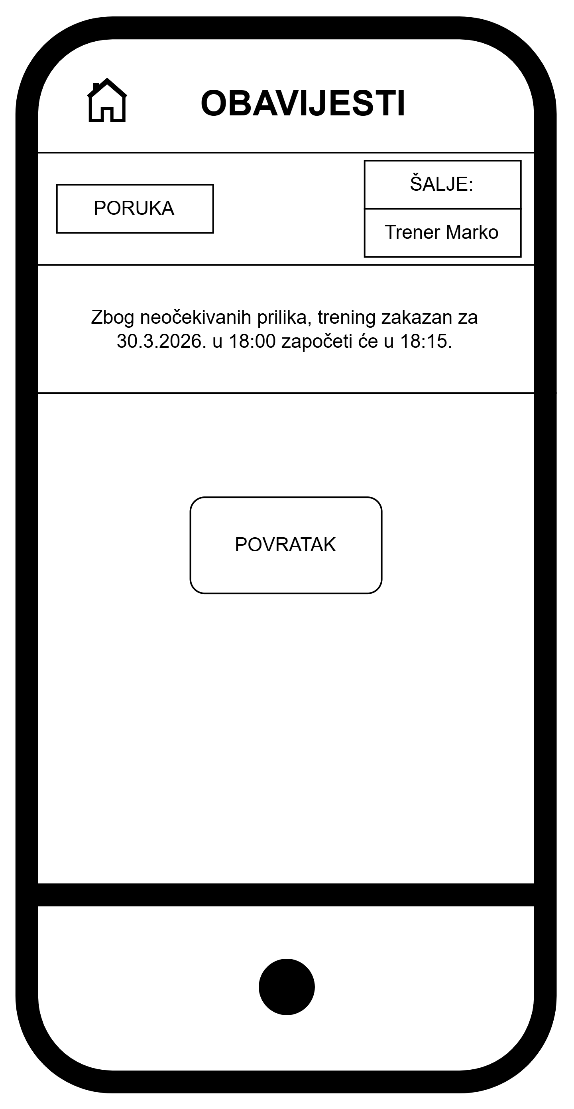 OBAVIJESTI
PORUKA
ŠALJE:
Trener Marko
Zbog neočekivanih prilika, trening zakazan za
30.3.2026. u 18:00 započeti će u 18:15.
POVRATAK